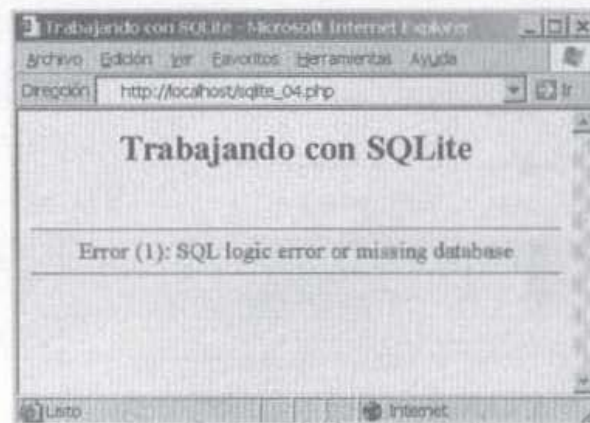 Trabajando con SQLite - Microsoft Internet Explorer
Archivo Edición Ver Favoritos Herramientas Ayuda
Dirección http://localhost/sqlite_04.php Ir
Trabajando con SQLite
Error (1): SQL logic error or missing database
Listo Internet